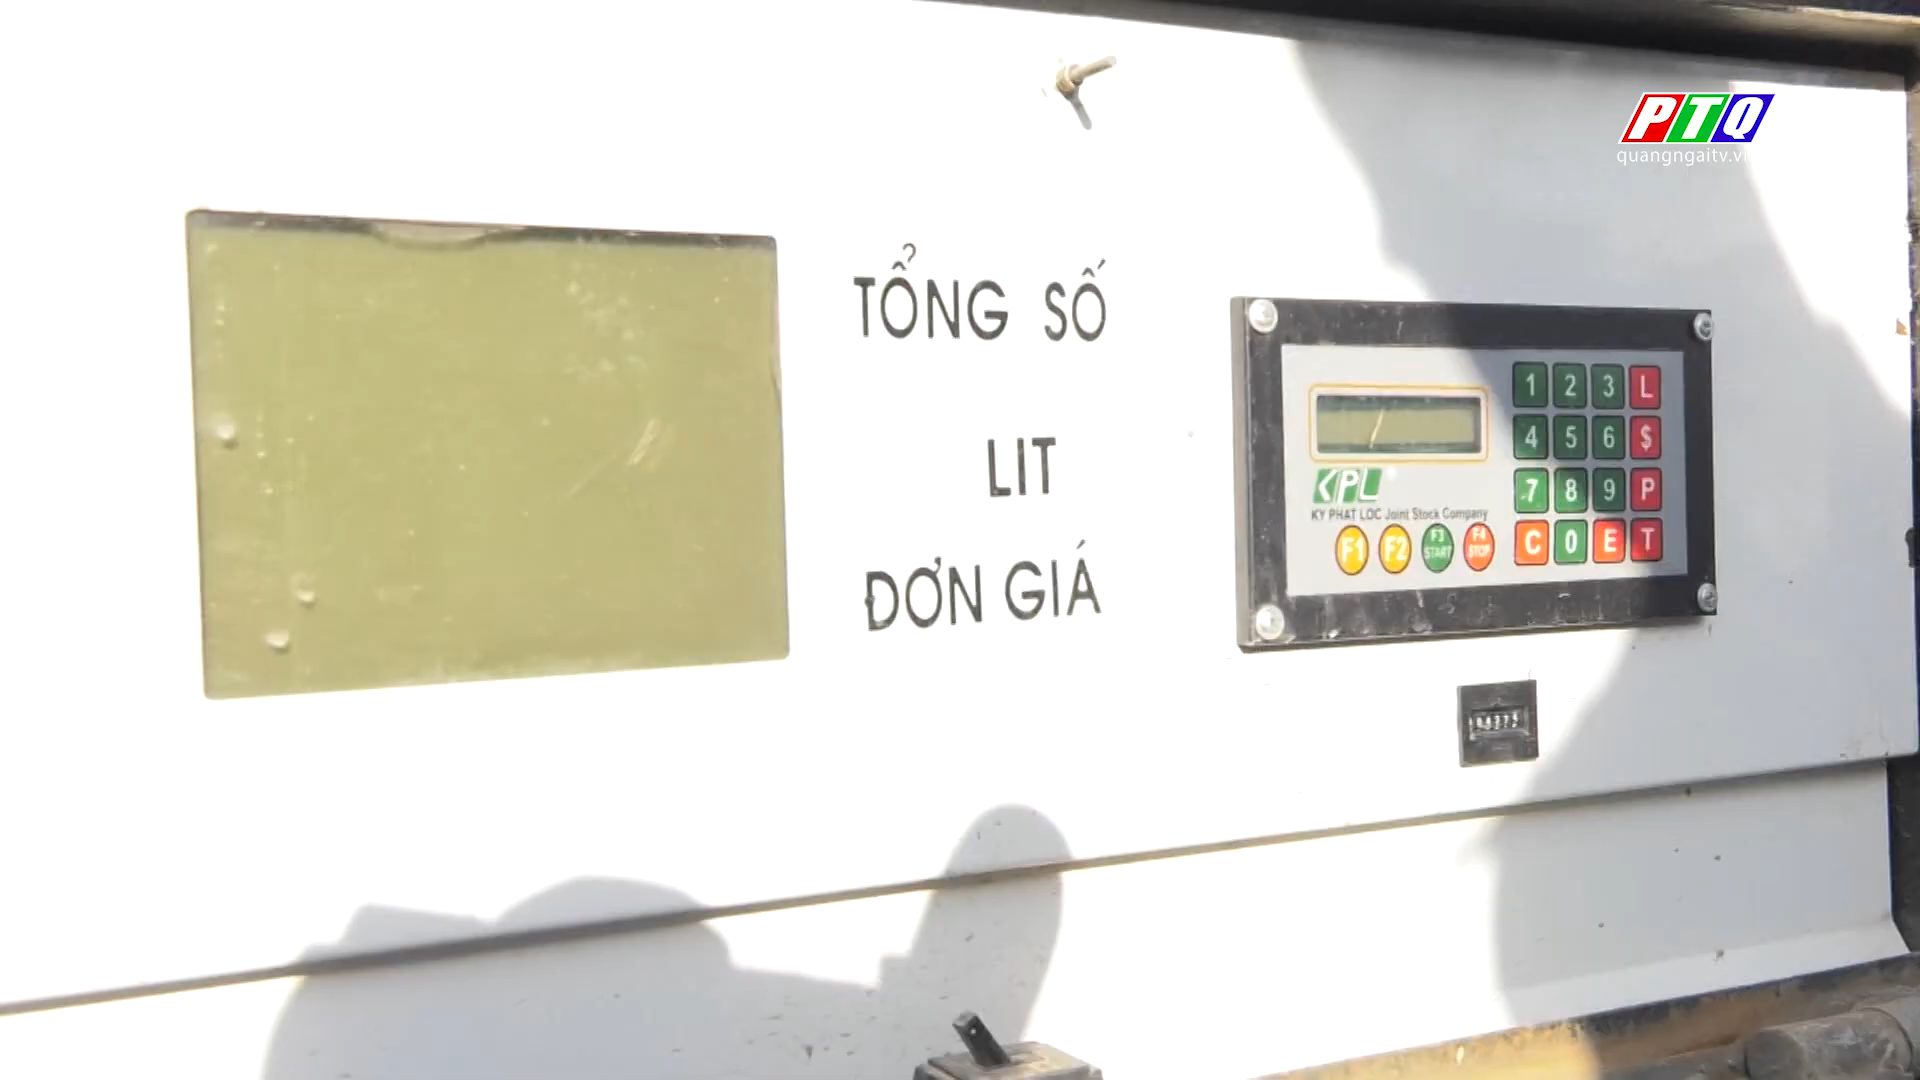 PTQ
quangngaitv.v
TỔNG SỐ
LIT
ĐƠN GIÁ
1 2 3 L
4 5 6 $
7 8 9 P
C 0 E T
KPL
KY PHAT LOC Joint Stock Company
F1 F2 F3 START F4 STOP